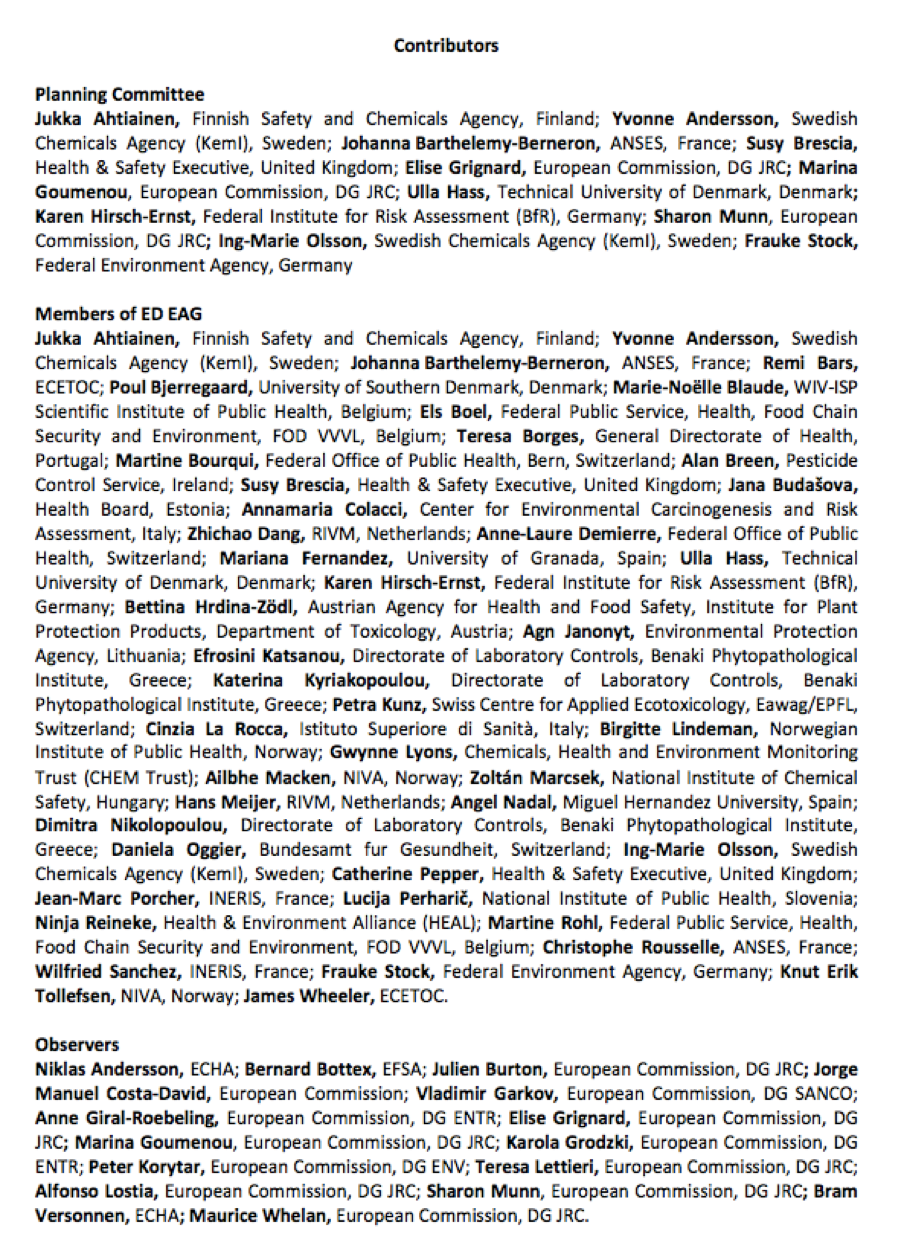 Contributors
Planning Committee
Jukka Ahtiainen, Finnish Safety and Chemicals Agency, Finland; Yvonne Andersson, Swedish
Chemicals Agency (KemI), Sweden; Johanna Barthelemy-Berneron, ANSES, France; Susy Brescia,
Health & Safety Executive, United Kingdom; Elise Grignard, European Commission, DG JRC; Marina
Goumenou, European Commission, DG JRC; Ulla Hass, Technical University of Denmark, Denmark;
Karen Hirsch-Ernst, Federal Institute for Risk Assessment (BfR), Germany; Sharon Munn, European
Commission, DG JRC; Ing-Marie Olsson, Swedish Chemicals Agency (KemI), Sweden; Frauke Stock,
Federal Environment Agency, Germany
Members of ED EAG
Jukka Ahtiainen, Finnish Safety and Chemicals Agency, Finland; Yvonne Andersson, Swedish
Chemicals Agency (KemI), Sweden; Johanna Barthelemy-Berneron, ANSES, France; Remi Bars,
ECETOC; Poul Bjerregaard, University of Southern Denmark, Denmark; Marie-Noëlle Blaude, WIV-ISP
Scientific Institute of Public Health, Belgium; Els Boel, Federal Public Service, Health, Food Chain
Security and Environment, FOD VVVL, Belgium; Teresa Borges, General Directorate of Health,
Portugal; Martine Bourqui, Federal Office of Public Health, Bern, Switzerland; Alan Breen, Pesticide
Control Service, Ireland; Susy Brescia, Health & Safety Executive, United Kingdom; Jana Budašova,
Health Board, Estonia; Annamaria Colacci, Center for Environmental Carcinogenesis and Risk
Assessment, Italy; Zhichao Dang, RIVM, Netherlands; Anne-Laure Demierre, Federal Office of Public
Health, Switzerland; Mariana Fernandez, University of Granada, Spain; Ulla Hass, Technical
University of Denmark, Denmark; Karen Hirsch-Ernst, Federal Institute for Risk Assessment (BfR),
Germany; Bettina Hrdina-Zödl, Austrian Agency for Health and Food Safety, Institute for Plant
Protection Products, Department of Toxicology, Austria; Agn Janonyt, Environmental Protection
Agency, Lithuania; Efrosini Katsanou, Directorate of Laboratory Controls, Benaki Phytopathological
Institute, Greece; Katerina Kyriakopoulou, Directorate of Laboratory Controls, Benaki
Phytopathological Institute, Greece; Petra Kunz, Swiss Centre for Applied Ecotoxicology, Eawag/EPFL,
Switzerland; Cinzia La Rocca, Istituto Superiore di Sanità, Italy; Birgitte Lindeman, Norwegian
Institute of Public Health, Norway; Gwynne Lyons, Chemicals, Health and Environment Monitoring
Trust (CHEM Trust); Ailbhe Macken, NIVA, Norway; Zoltán Marcsek, National Institute of Chemical
Safety, Hungary; Hans Meijer, RIVM, Netherlands; Angel Nadal, Miguel Hernandez University, Spain;
Dimitra Nikolopoulou, Directorate of Laboratory Controls, Benaki Phytopathological Institute,
Greece; Daniela Oggier, Bundesamt fur Gesundheit, Switzerland; Ing-Marie Olsson, Swedish
Chemicals Agency (KemI), Sweden; Catherine Pepper, Health & Safety Executive, United Kingdom;
Jean-Marc Porcher, INERIS, France; Lucija Perharič, National Institute of Public Health, Slovenia;
Ninja Reineke, Health & Environment Alliance (HEAL); Martine Rohl, Federal Public Service, Health,
Food Chain Security and Environment, FOD VVVL, Belgium; Christophe Rousselle, ANSES, France;
Wilfried Sanchez, INERIS, France; Frauke Stock, Federal Environment Agency, Germany; Knut Erik
Tollefsen, NIVA, Norway; James Wheeler, ECETOC.
Observers
Niklas Andersson, ECHA; Bernard Bottex, EFSA; Julien Burton, European Commission, DG JRC; Jorge
Manuel Costa-David, European Commission; Vladimir Garkov, European Commission, DG SANCO;
Anne Giral-Roebeling, European Commission, DG ENTR; Elise Grignard, European Commission, DG
JRC; Marina Goumenou, European Commission, DG JRC; Karola Grodzki, European Commission, DG
ENTR; Peter Korytar, European Commission, DG ENV; Teresa Lettieri, European Commission, DG JRC;
Alfonso Lostia, European Commission, DG JRC; Sharon Munn, European Commission, DG JRC; Bram
Versonnen, ECHA; Maurice Whelan, European Commission, DG JRC.